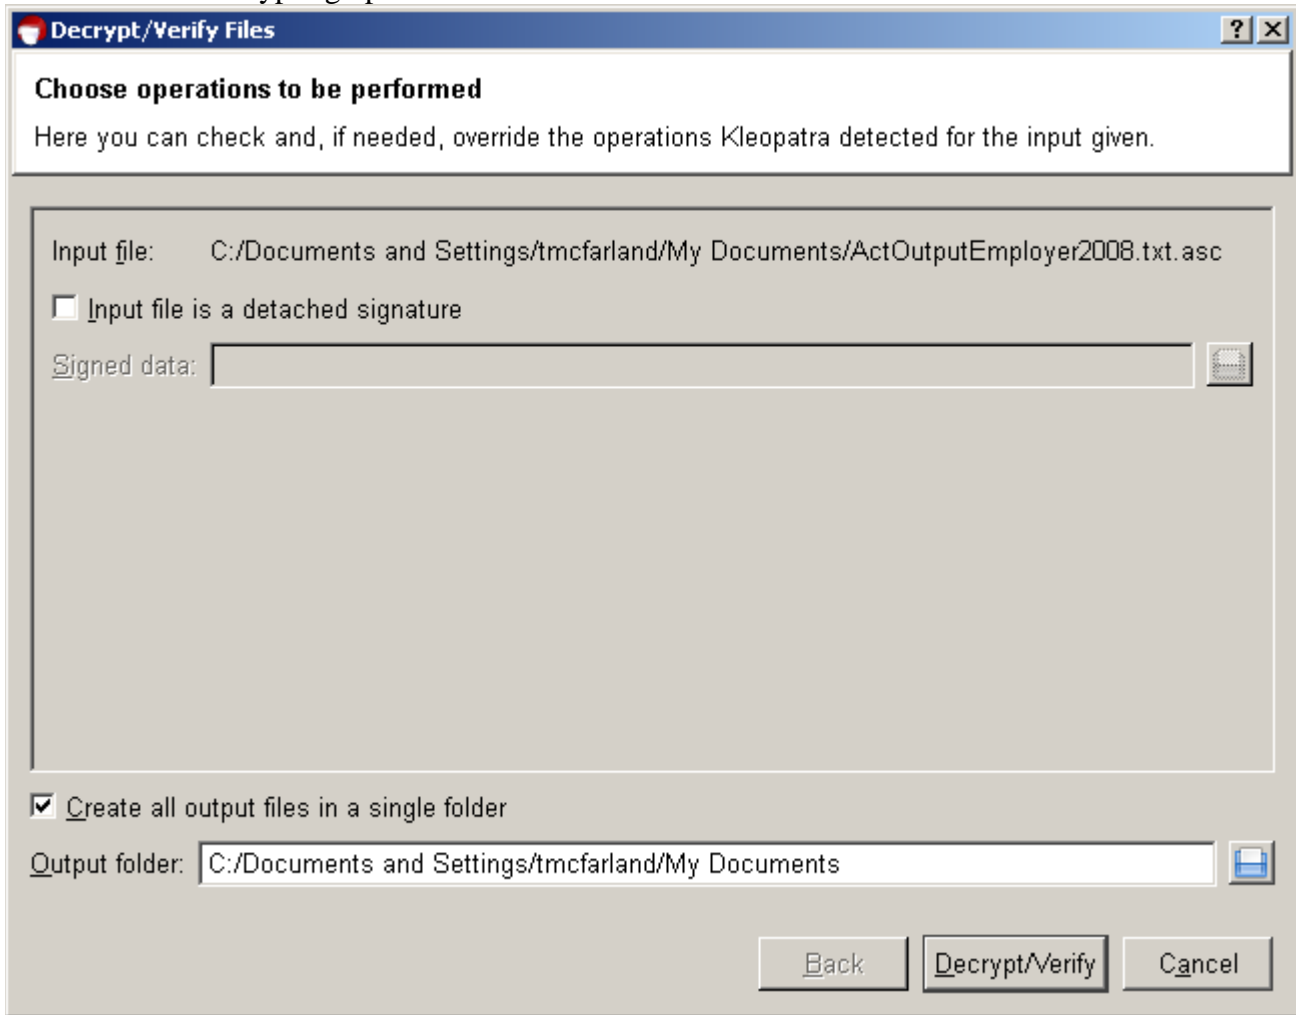 Decrypt/Verify Files
Choose operations to be performed
Here you can check and, if needed, override the operations Kleopatra detected for the input given.
Input file: C:/Documents and Settings/tmcfarland/My Documents/ActOutputEmployer2008.txt.asc
Input file is a detached signature
Signed data:
Create all output files in a single folder
Output folder: C:/Documents and Settings/tmcfarland/My Documents
Back Decrypt/Verify Cancel